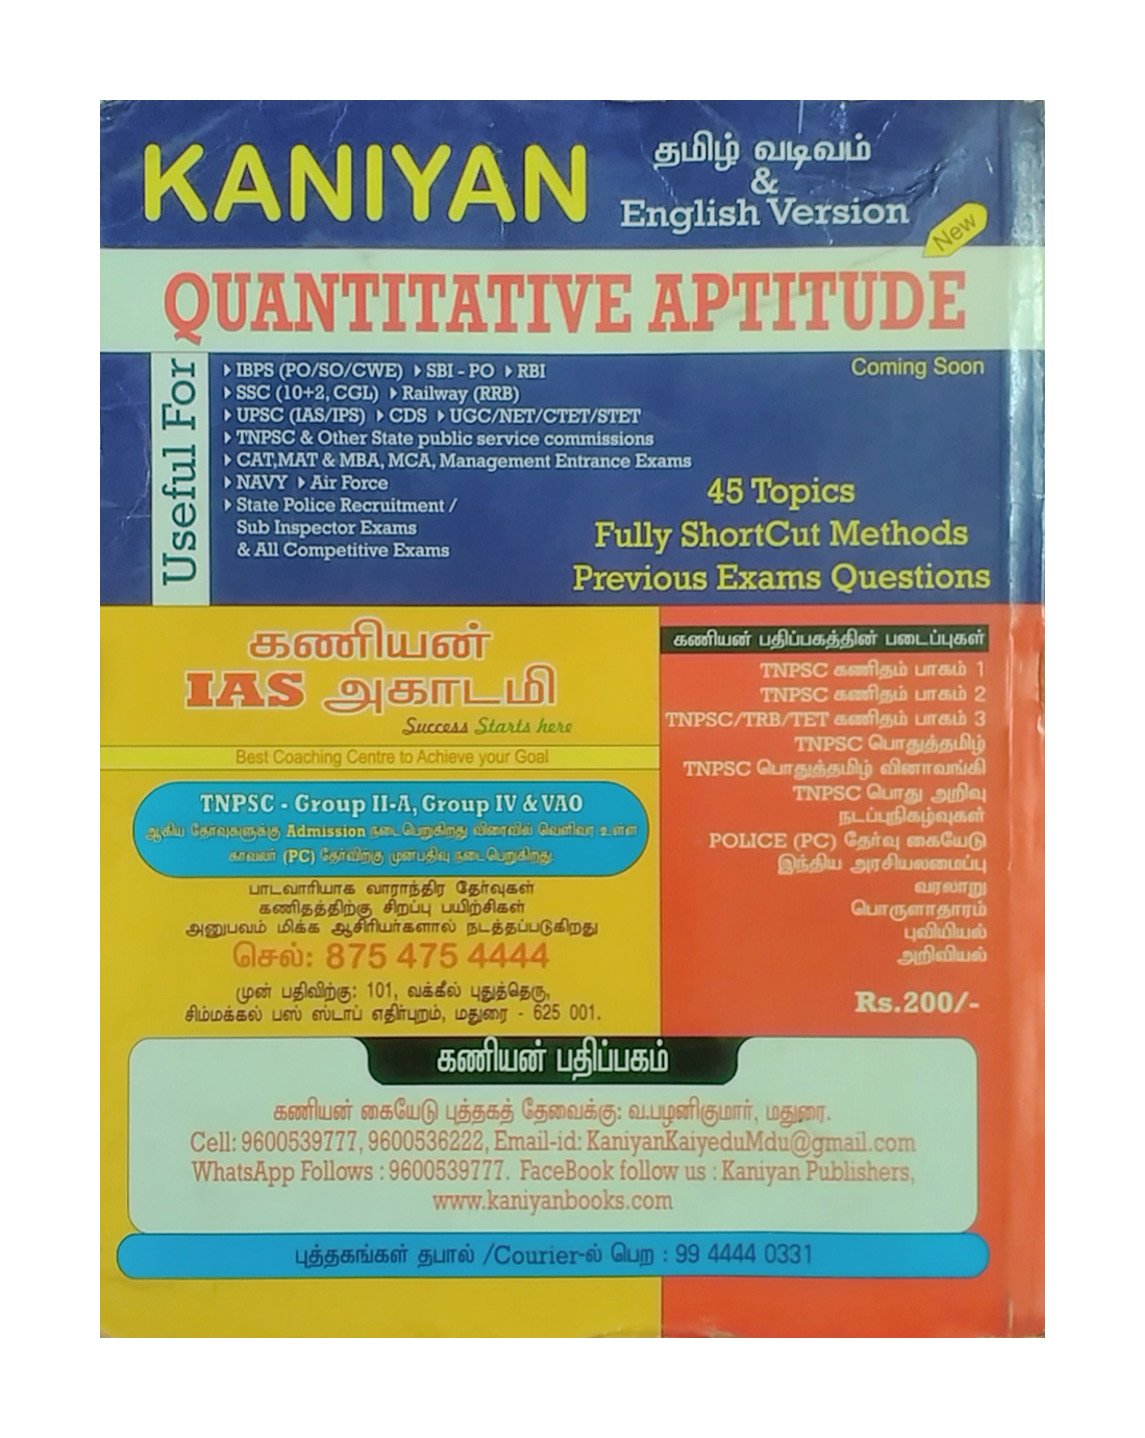 KANIYAN
தமிழ் வடிவம்
&
English Version
New
QUANTITATIVE APTITUDE
Useful For
IBPS (PO/SO/CWE) SBI - PO RBI
SSC (10+2, CGL) Railway (RRB)
UPSC (IAS/IPS) CDS UGC/NET/CTET/STET
TNPSC & Other State public service commissions
CAT,MAT & MBA, MCA, Management Entrance Exams
NAVY Air Force
State Police Recruitment /
Sub Inspector Exams
& All Competitive Exams
Coming Soon
45 Topics
Fully ShortCut Methods
Previous Exams Questions
கணியன்
IAS அகாடமி
Success Starts here
Best Coaching Centre to Achieve your Goal
TNPSC - Group II-A, Group IV & VAO
ஆகிய தேர்வுகளுக்கு Admission நடைபெறுகிறது விரைவில் வெளிவர உள்ள
காவலர் (PC) தேர்விற்கு முன்பதிவு நடைபெறுகிறது.
பாடவாரியாக வாராந்திர தேர்வுகள்
கணிதத்திற்கு சிறப்பு பயிற்சிகள்
அனுபவம் மிக்க ஆசிரியர்களால் நடத்தப்படுகிறது
செல்: 875 475 4444
முன் பதிவிற்கு: 101, வக்கீல் புதுத்தெரு,
சிம்மக்கல் பஸ் ஸ்டாப் எதிர்புறம், மதுரை - 625 001.
கணியன் பதிப்பகத்தின் படைப்புகள்
TNPSC கணிதம் பாகம் 1
TNPSC கணிதம் பாகம் 2
TNPSC/TRB/TET கணிதம் பாகம் 3
TNPSC பொதுத்தமிழ்
TNPSC பொதுத்தமிழ் வினாவங்கி
TNPSC பொது அறிவு
நடப்புநிகழ்வுகள்
POLICE (PC) தேர்வு கையேடு
இந்திய அரசியலமைப்பு
வரலாறு
பொருளாதாரம்
புவியியல்
அறிவியல்
Rs.200/-
கணியன் பதிப்பகம்
கணியன் கையேடு புத்தகத் தேவைக்கு: வ.பழனிகுமார், மதுரை.
Cell: 9600539777, 9600536222, Email-id: KaniyanKaiyeduMdu@gmail.com
WhatsApp Follows : 9600539777. FaceBook follow us : Kaniyan Publishers,
www.kaniyanbooks.com
புத்தகங்கள் தபால் /Courier-ல் பெற : 99 4444 0331